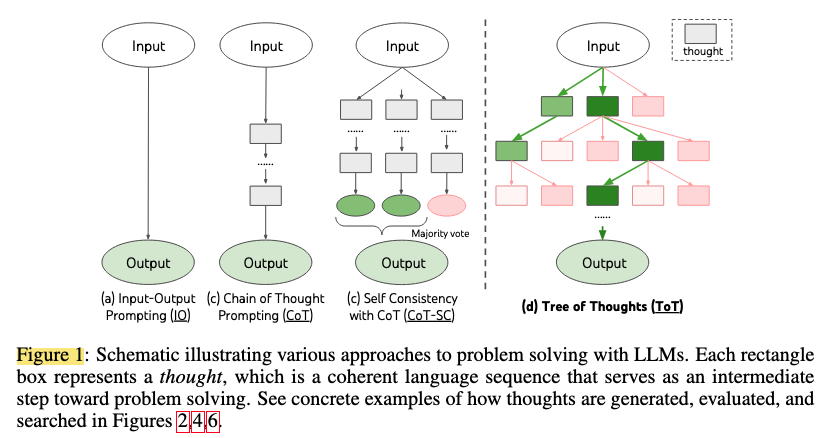 Input
Input
Input
Input
thought
......
......
......
......
......
Majority vote
Output
Output
Output
Output
(a) Input-Output
Prompting (IO)
(c) Chain of Thought
Prompting (CoT)
(c) Self Consistency
with CoT (CoT-SC)
(d) Tree of Thoughts (ToT)
Figure 1: Schematic illustrating various approaches to problem solving with LLMs. Each rectangle
box represents a thought, which is a coherent language sequence that serves as an intermediate
step toward problem solving. See concrete examples of how thoughts are generated, evaluated, and
searched in Figures 2,4,6.